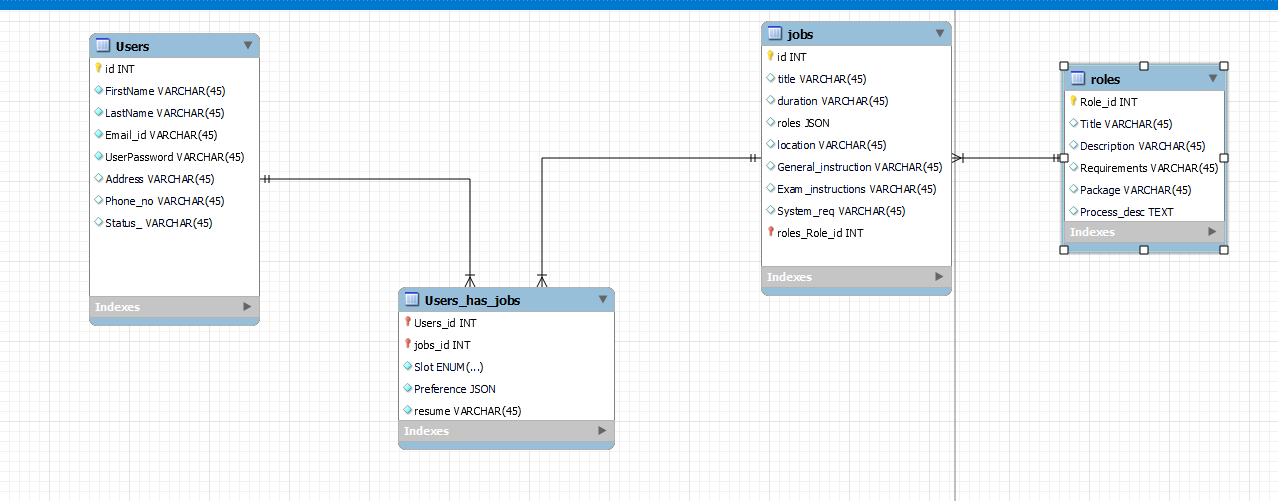 Users
id INT
FirstName VARCHAR(45)
LastName VARCHAR(45)
Email_id VARCHAR(45)
UserPassword VARCHAR(45)
Address VARCHAR(45)
Phone_no VARCHAR(45)
Status_ VARCHAR(45)
Indexes
jobs
id INT
title VARCHAR(45)
duration VARCHAR(45)
roles JSON
location VARCHAR(45)
General_instruction VARCHAR(45)
Exam_instructions VARCHAR(45)
System_req VARCHAR(45)
roles_Role_id INT
Indexes
roles
Role_id INT
Title VARCHAR(45)
Description VARCHAR(45)
Requirements VARCHAR(45)
Package VARCHAR(45)
Process_desc TEXT
Indexes
Users_has_jobs
Users_id INT
jobs_id INT
Slot ENUM(...)
Preference JSON
resume VARCHAR(45)
Indexes